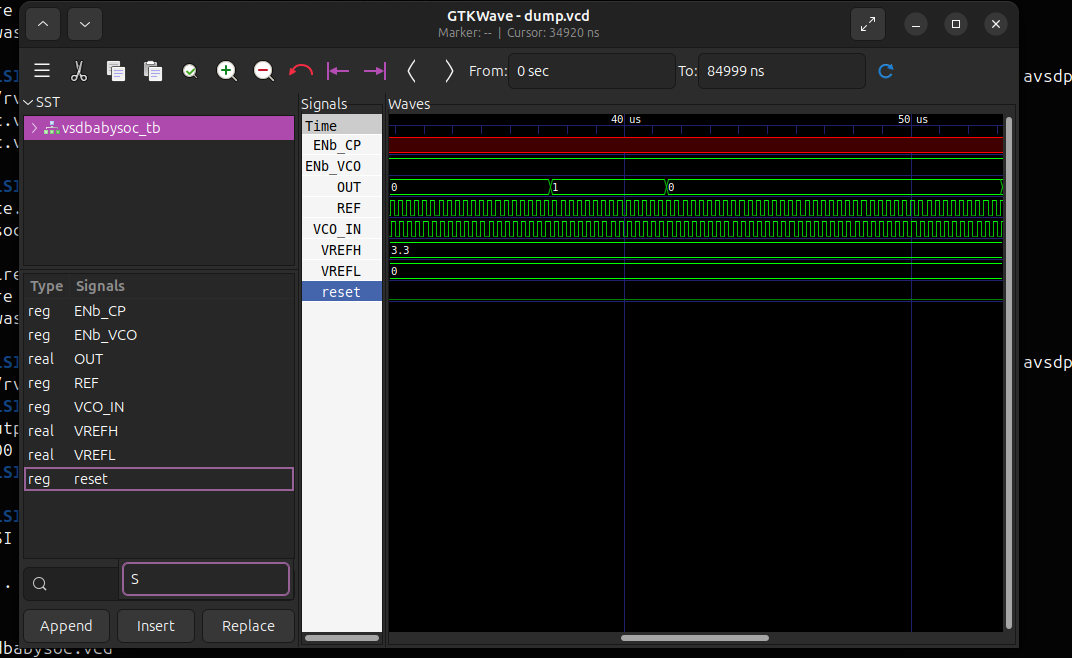 GTKWave - dump.vcd
Marker: -- | Cursor: 34920 ns
From: 0 sec
To: 84999 ns
SST
vsdbabysoc_tb
Type Signals
reg ENb_CP
reg ENb_VCO
real OUT
reg REF
reg VCO_IN
real VREFH
real VREFL
reg reset
S
Append Insert Replace
Signals
Time
ENb_CP
ENb_VCO
OUT
REF
VCO_IN
VREFH
VREFL
reset
Waves
40 us 50 us
0 1 0
3.3
0
avsdp
avsdp